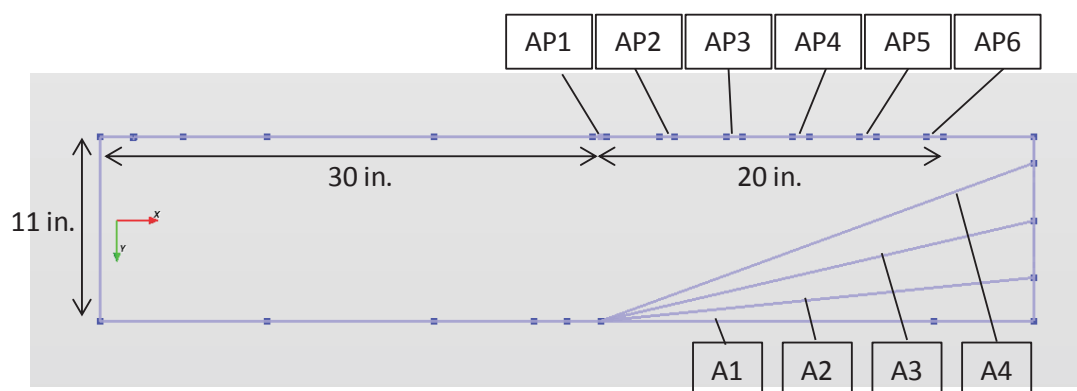 AP1 AP2 AP3 AP4 AP5 AP6
30 in. 20 in.
11 in.
x
Y
A1 A2 A3 A4